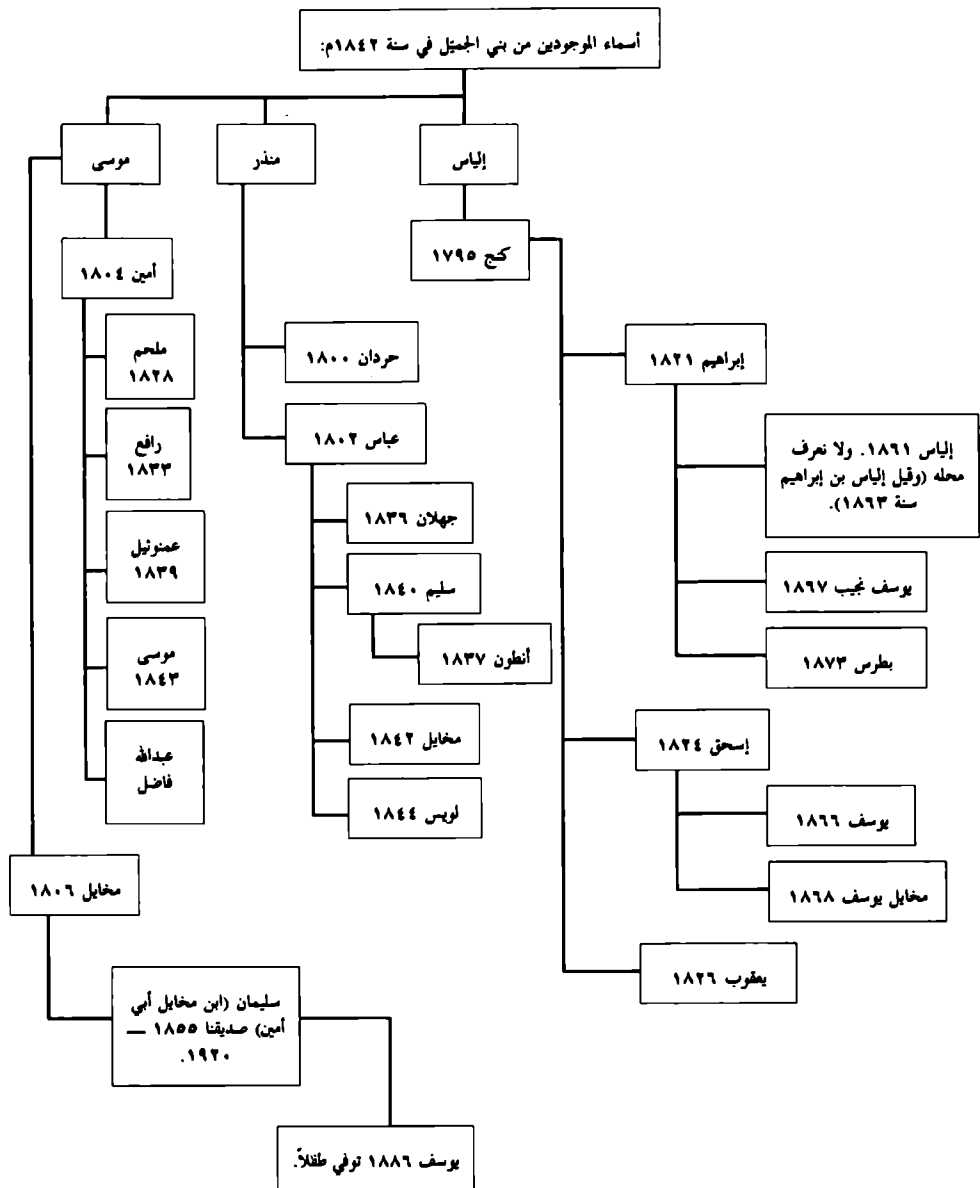 أسماء الموجودين من بني الجميّل في سنة ١٨٤٢م:
إلياس
منذر
موسى
كنج ١٧٩٥
أمين ١٨٠٤
إبراهيم ١٨٢١
حردان ١٨٠٠
ملحم
١٨٢٨
عباس ١٨٠٢
رافع
١٨٣٣
إلياس ١٨٦١. ولا نعرف
محله (وقيل إلياس بن إبراهيم
سنة ١٨٦٣).
جهلان ١٨٣٦
عمنوئيل
١٨٣٩
يوسف نجيب ١٨٦٧
سليم ١٨٤٠
بطرس ١٨٧٣
أنطون ١٨٣٧
موسى
١٨٤٣
إسحق ١٨٢٤
مخايل ١٨٤٢
عبدالله
فاضل
يوسف ١٨٦٦
لويس ١٨٤٤
مخايل يوسف ١٨٦٨
مخايل ١٨٠٦
يعقوب ١٨٢٦
سليمان (ابن مخايل أبي
أمين) صديقنا ١٨٥٥ —
١٩٢٠.
يوسف ١٨٨٦ توفي طفلاً.